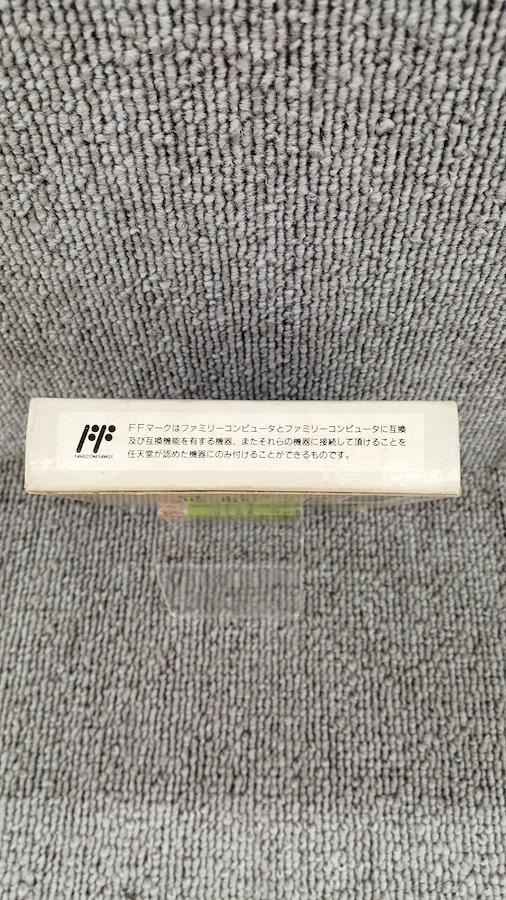 FF
FAMICOM FAMILY
FFマークはファミリーコンピュータとファミリーコンピュータに互換
及び互換機能を有する機器、またそれらの機器に接続して頂けることを
任天堂が認めた機器にのみ付けることができるものです。